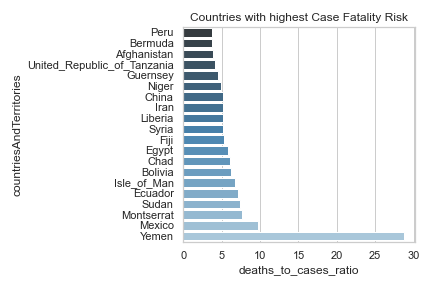 Countries with highest Case Fatality Risk
countriesAndTerritories
Peru
Bermuda
Afghanistan
United_Republic_of_Tanzania
Guernsey
Niger
China
Iran
Liberia
Syria
Fiji
Egypt
Chad
Bolivia
Isle_of_Man
Ecuador
Sudan
Montserrat
Mexico
Yemen
0 5 10 15 20 25 30
deaths_to_cases_ratio